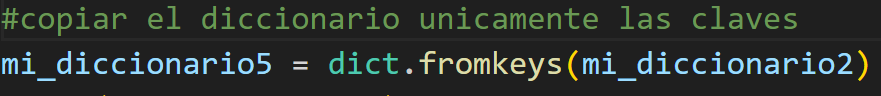 #copiar el diccionario unicamente las claves
mi_diccionario5 = dict.fromkeys(mi_diccionario2)